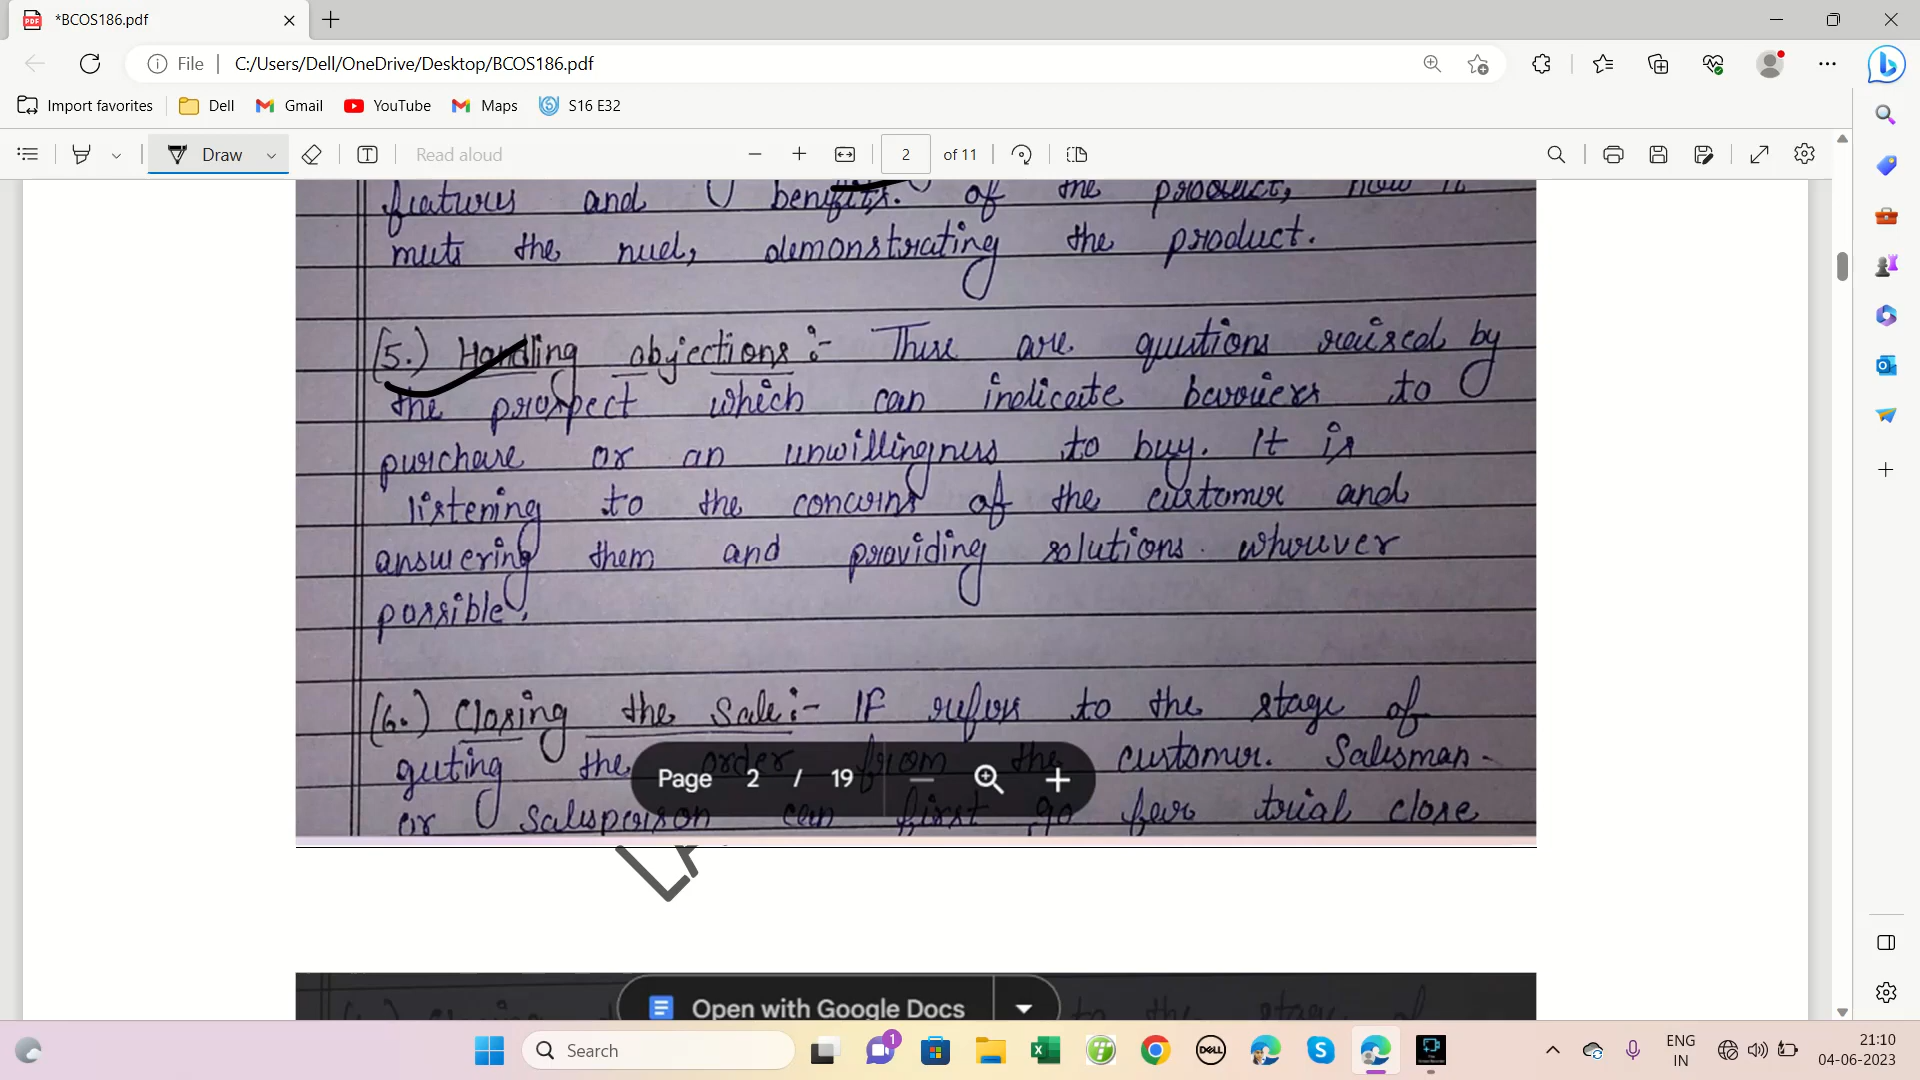 *BCOS186.pdf
File C:/Users/Dell/OneDrive/Desktop/BCOS186.pdf
Import favorites Dell Gmail YouTube Maps S16 E32
Draw Read aloud 2 of 11
features and benefits. of the product, how it
meets the need, demonstrating the product.
(5.) Handling objections :- These are questions raised by
the prospect which can indicate barriers to
purchase or an unwillingness to buy. It is
listening to the concerns of the customer and
answering them and providing solutions wherever
possible.
(6.) Closing the Sale :- IF refers to the stage of
getting the order from the customer. Salesman-
or Salesperson can first go for trial close
Page 2 / 19
Open with Google Docs
Search
1
DELL
ENG
IN
21:10
04-06-2023